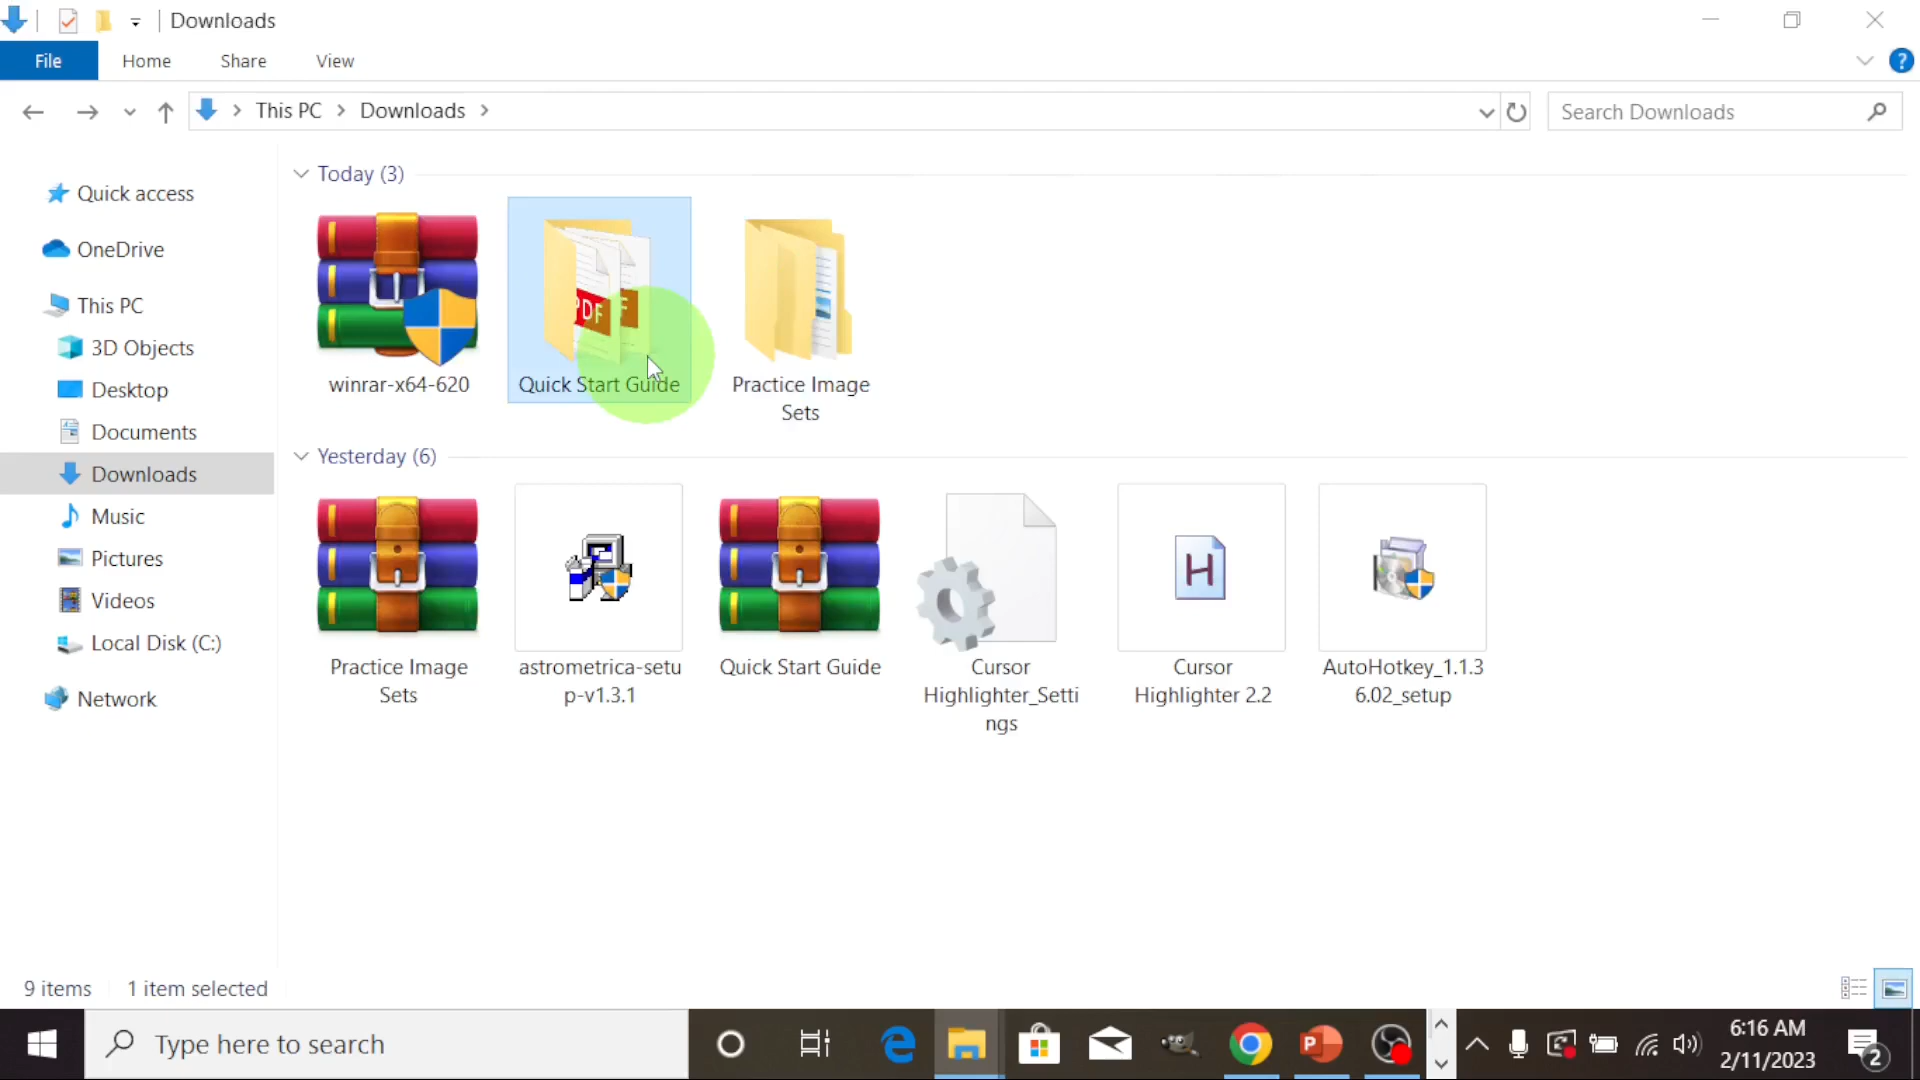 Downloads
File Home Share View
This PC Downloads Search Downloads
Today (3)
Quick access
OneDrive
This PC
3D Objects
Desktop
Documents
Downloads
Music
Pictures
Videos
Local Disk (C:)
Network
PDF F
winrar-x64-620 Quick Start Guide Practice Image
Sets
Yesterday (6)
H
Practice Image astrometrica-setu Quick Start Guide Cursor Cursor AutoHotkey_1.1.3
Sets p-v1.3.1 Highlighter_Setti Highlighter 2.2 6.02_setup
ngs
9 items 1 item selected
Type here to search
P
6:16 AM
2/11/2023
2